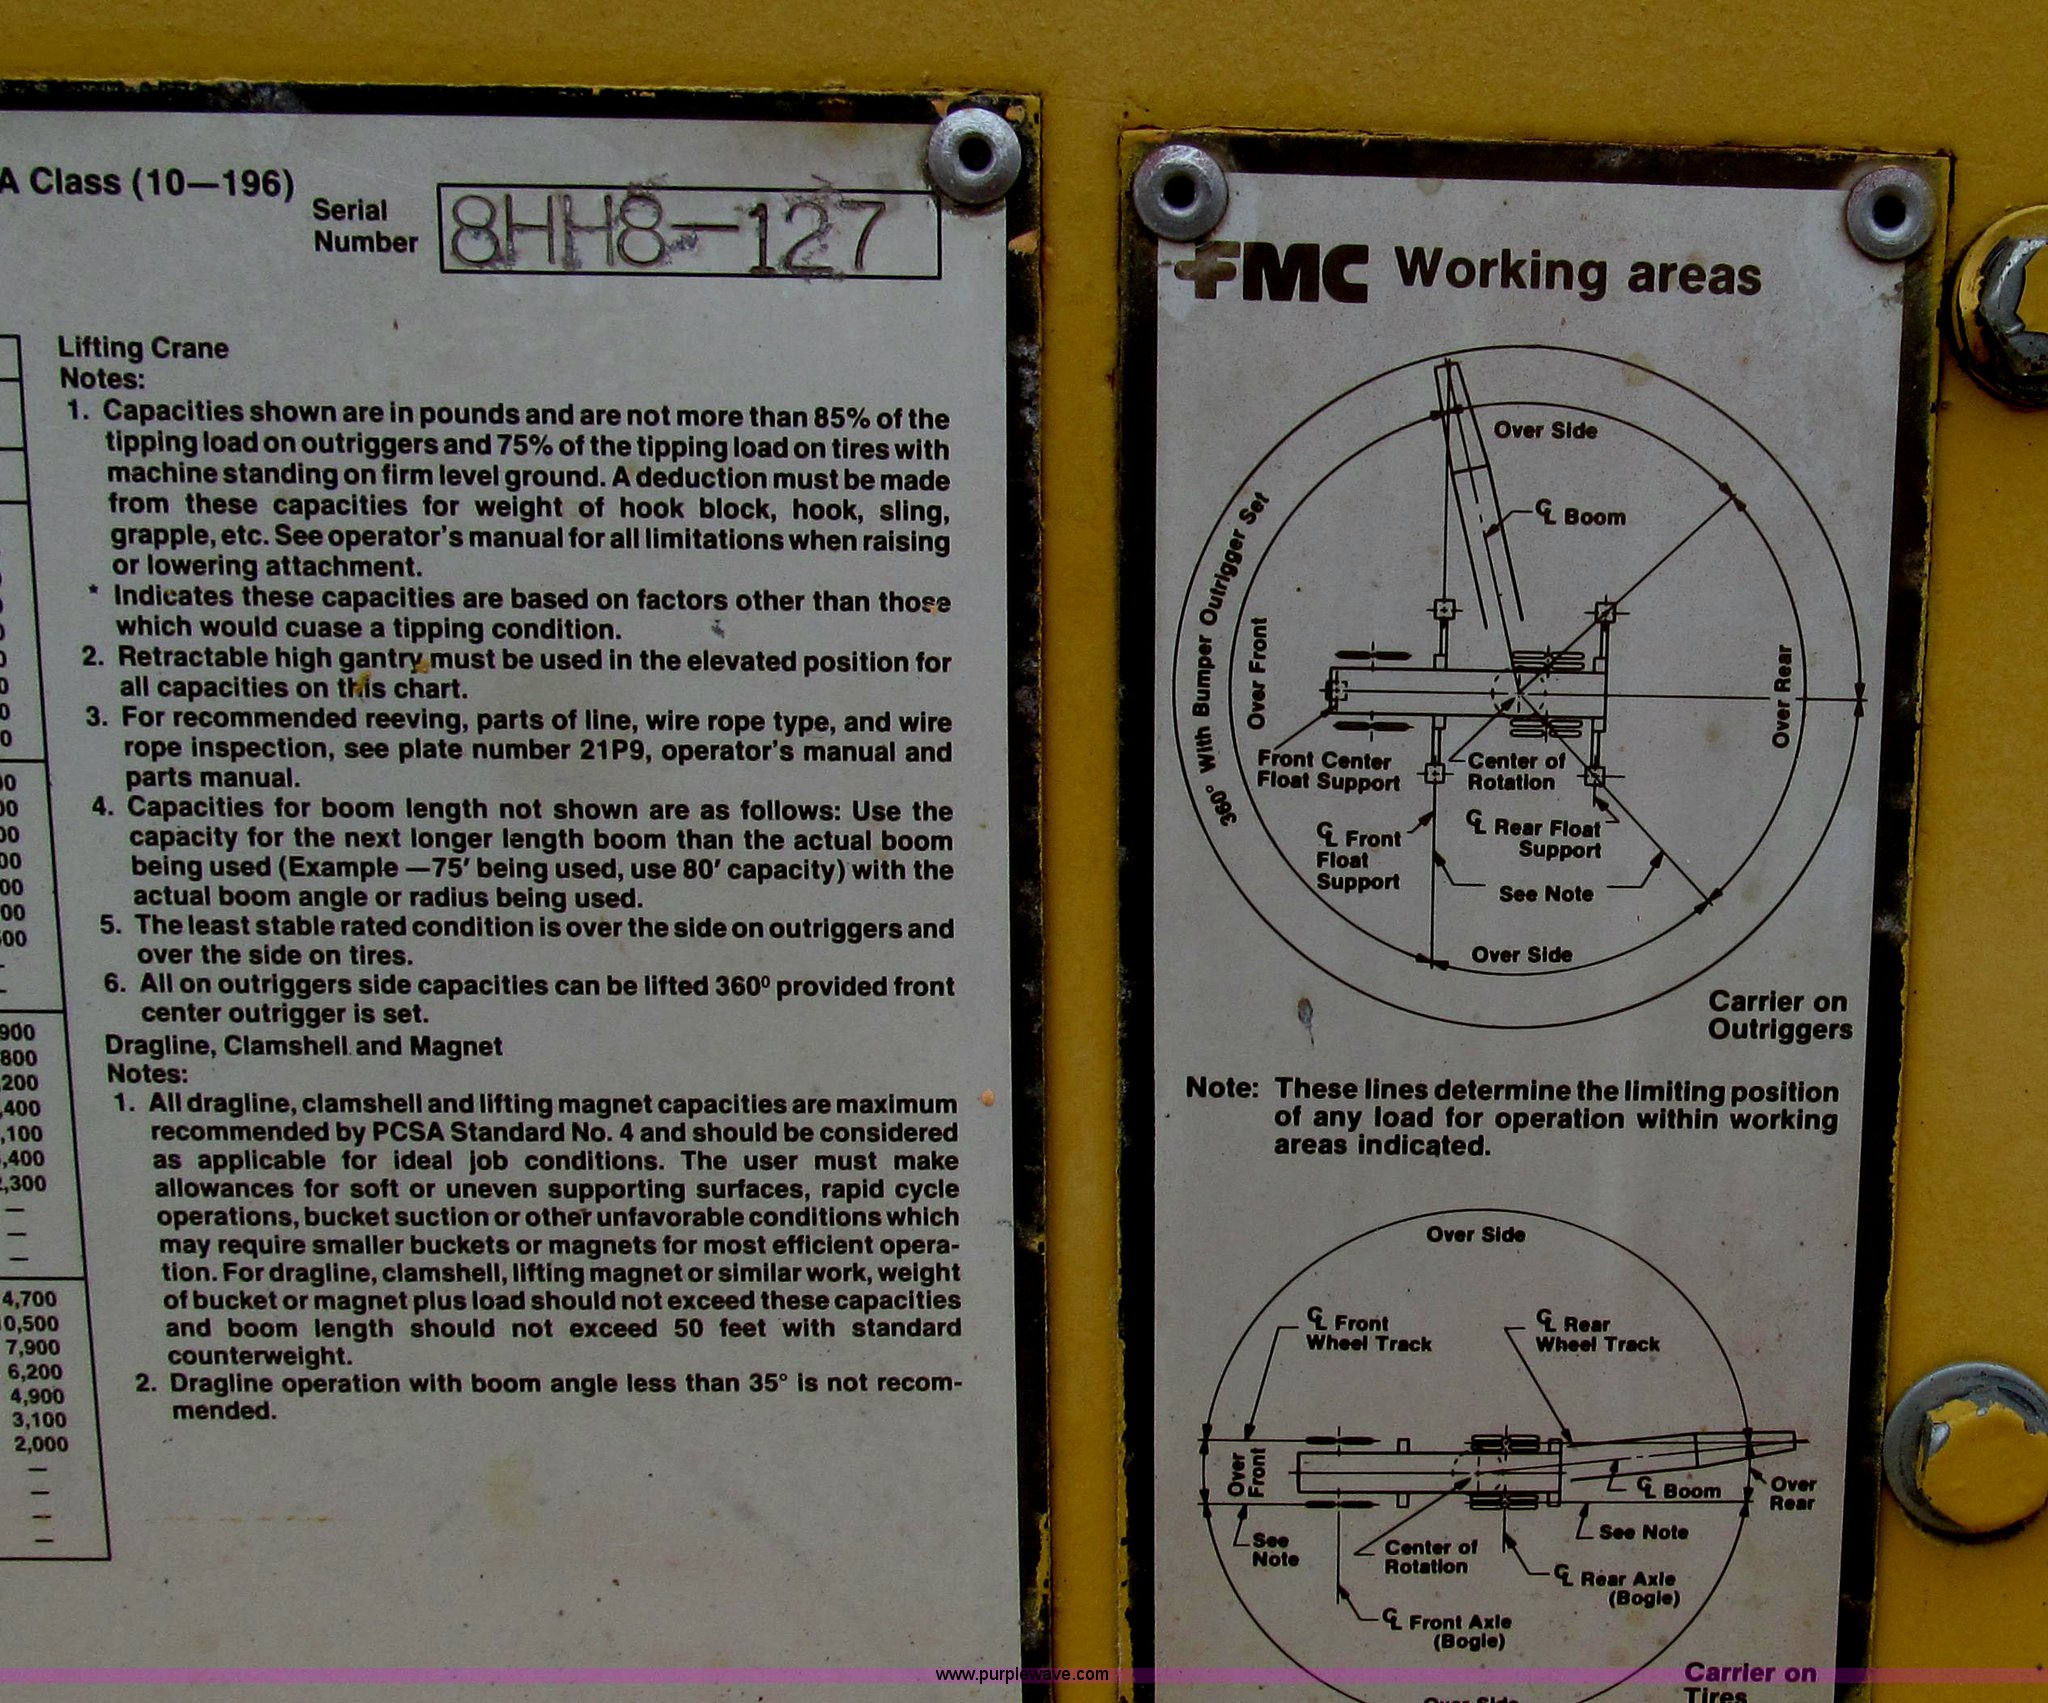 A Class (10—196)
Serial
Number
8HH8-127
Lifting Crane
Notes:
1. Capacities shown are in pounds and are not more than 85% of the
tipping load on outriggers and 75% of the tipping load on tires with
machine standing on firm level ground. A deduction must be made
from these capacities for weight of hook block, hook, sling,
grapple, etc. See operator's manual for all limitations when raising
or lowering attachment.
* Indicates these capacities are based on factors other than those
which would cuase a tipping condition.
2. Retractable high gantry must be used in the elevated position for
all capacities on this chart.
3. For recommended reeving, parts of line, wire rope type, and wire
rope inspection, see plate number 21P9, operator's manual and
parts manual.
4. Capacities for boom length not shown are as follows: Use the
capacity for the next longer length boom than the actual boom
being used (Example —75′ being used, use 80′ capacity) with the
actual boom angle or radius being used.
5. The least stable rated condition is over the side on outriggers and
over the side on tires.
6. All on outriggers side capacities can be lifted 360° provided front
center outrigger is set.
Dragline, Clamshell and Magnet
Notes:
1. All dragline, clamshell and lifting magnet capacities are maximum
recommended by PCSA Standard No. 4 and should be considered
as applicable for ideal job conditions. The user must make
allowances for soft or uneven supporting surfaces, rapid cycle
operations, bucket suction or other unfavorable conditions which
may require smaller buckets or magnets for most efficient opera-
tion. For dragline, clamshell, lifting magnet or similar work, weight
of bucket or magnet plus load should not exceed these capacities
and boom length should not exceed 50 feet with standard
counterweight.
2. Dragline operation with boom angle less than 35° is not recom-
mended.
900
800
,200
,400
,100
,400
,300
4,700
0,500
7,900
6,200
4,900
3,100
2,000
FMC Working areas
Over Side
℄ Boom
360° With Bumper Outrigger Set
Over Front
Over Rear
Front Center
Float Support
Center of
Rotation
℄ Front
Float
Support
℄ Rear Float
Support
See Note
Over Side
Carrier on
Outriggers
Note: These lines determine the limiting position
of any load for operation within working
areas indicated.
Over Side
℄ Front
Wheel Track
℄ Rear
Wheel Track
Over
Front
℄ Boom
Over
Rear
See
Note
Center of
Rotation
See Note
℄ Rear Axle
(Bogie)
℄ Front Axle
(Bogie)
Carrier on
Tires
Over Side
www.purplewave.com